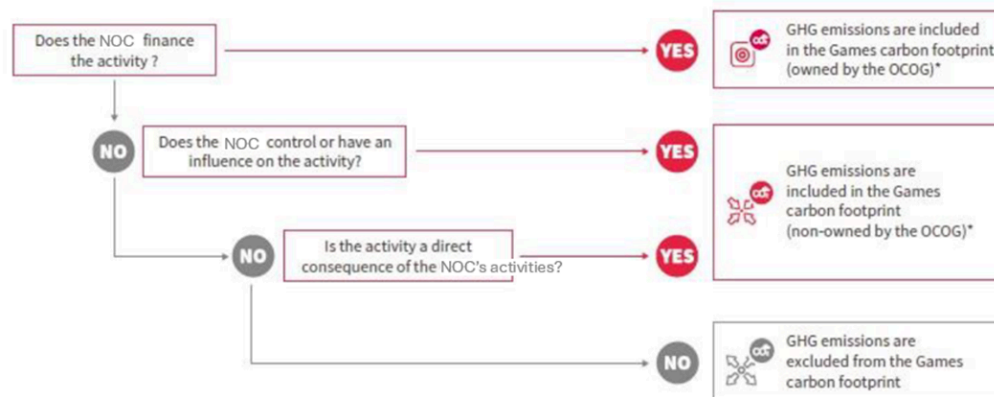 Does the NOC finance
the activity ?
YES
GHG emissions are included
in the Games carbon footprint
(owned by the OCOG)*
NO
Does the NOC control or have an
influence on the activity?
YES
GHG emissions are
included in the Games
carbon footprint
(non-owned by the OCOG)*
NO
Is the activity a direct
consequence of the NOC's activities?
YES
NO
GHG emissions are
excluded from the Games
carbon footprint